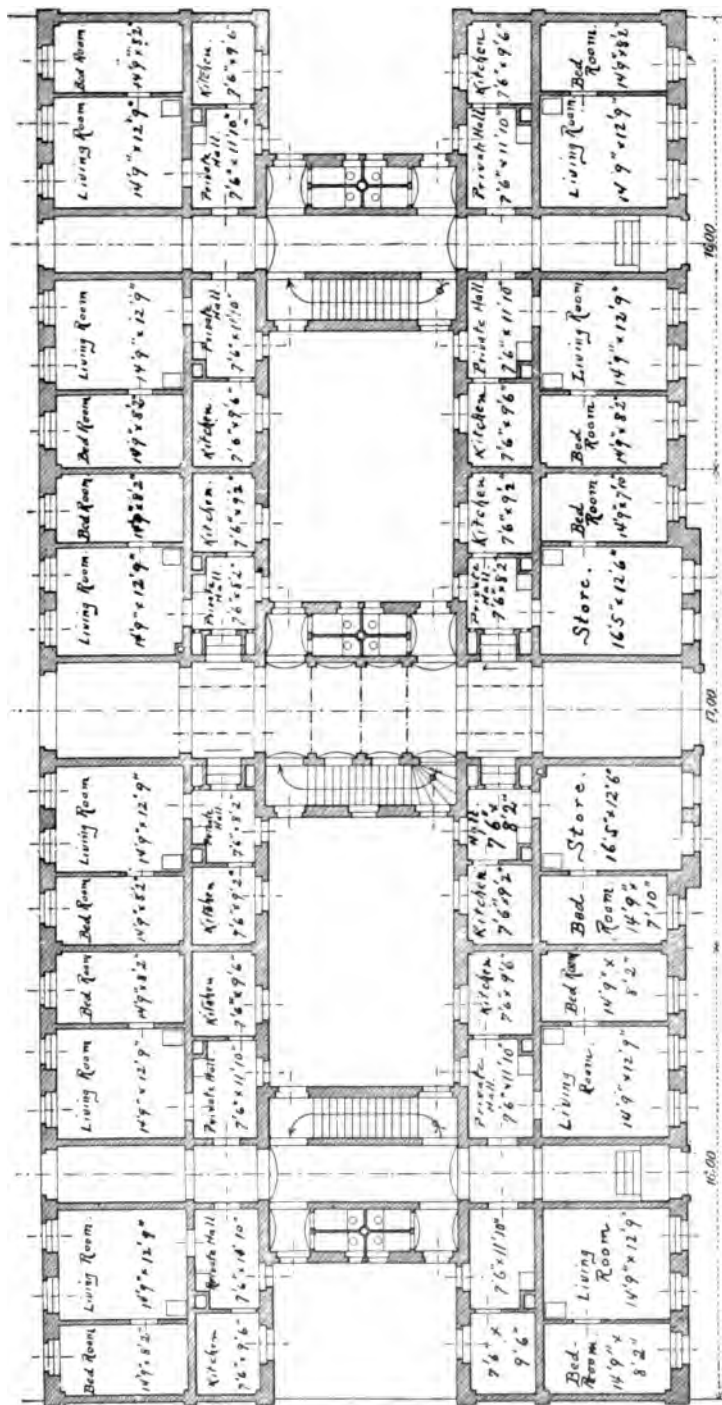 Bed Room
14'9"x8'2"
Kitchen.
7'6"x9'6"
Kitchen
7'6"x9'6"
Bed
Room.
14'9"x8'2"
Living Room
14'9"x12'9"
Private
Hall.
7'6"x11'10"
Private Hall
7'6"x11'10"
Living Room
14'9"x12'9"
Living Room
14'9"x12'9"
Private Hall
7'6"x11'10"
Private Hall
7'6"x11'10"
Living Room
14'9"x12'9"
Bed Room
14'9"x8'2"
Kitchen
7'6"x9'6"
Kitchen
7'6"x9'6"
Bed
Room
14'9"x8'2"
Bed Room
14'9"x8'2"
Kitchen.
7'6"x9'2"
Kitchen
7'6"x9'2"
Bed
Room
14'9"x7'10"
Living Room.
14'9"x12'9"
Private
Hall.
7'6"x8'2"
Private
Hall.
7'6"x8'2"
Store.
16'5"x12'6"
17,00
Living Room
14'9"x12'9"
Private
Hall.
7'6"x8'2"
Hall
7'6"
8'2"
Store.
16'5"x12'6"
Bed Room
14'9"x8'2"
Kitchen
7'6"x9'2"
Kitchen
7'6"x9'2"
Bed
Room
14'9"x
7'10"
Bed Room
14'9"x8'2"
Kitchen
7'6"x9'6"
Kitchen
7'6"x9'6"
Bed Room
14'9"x
8'2"
Living Room
14'9"x12'9"
Private Hall.
7'6"x11'10"
Private
Hall.
7'6"x11'10"
Living
Room.
14'9"x12'9"
Living Room.
14'9"x12'9"
Private Hall
7'6"x11'10"
7'6"x11'10"
Living
Room
14'9"x12'9"
Bed Room
14'9"x8'2"
Kitchen
7'6"x9'6"
7'6"x
9'6"
Bed-
Room
14'9"x
8'2"